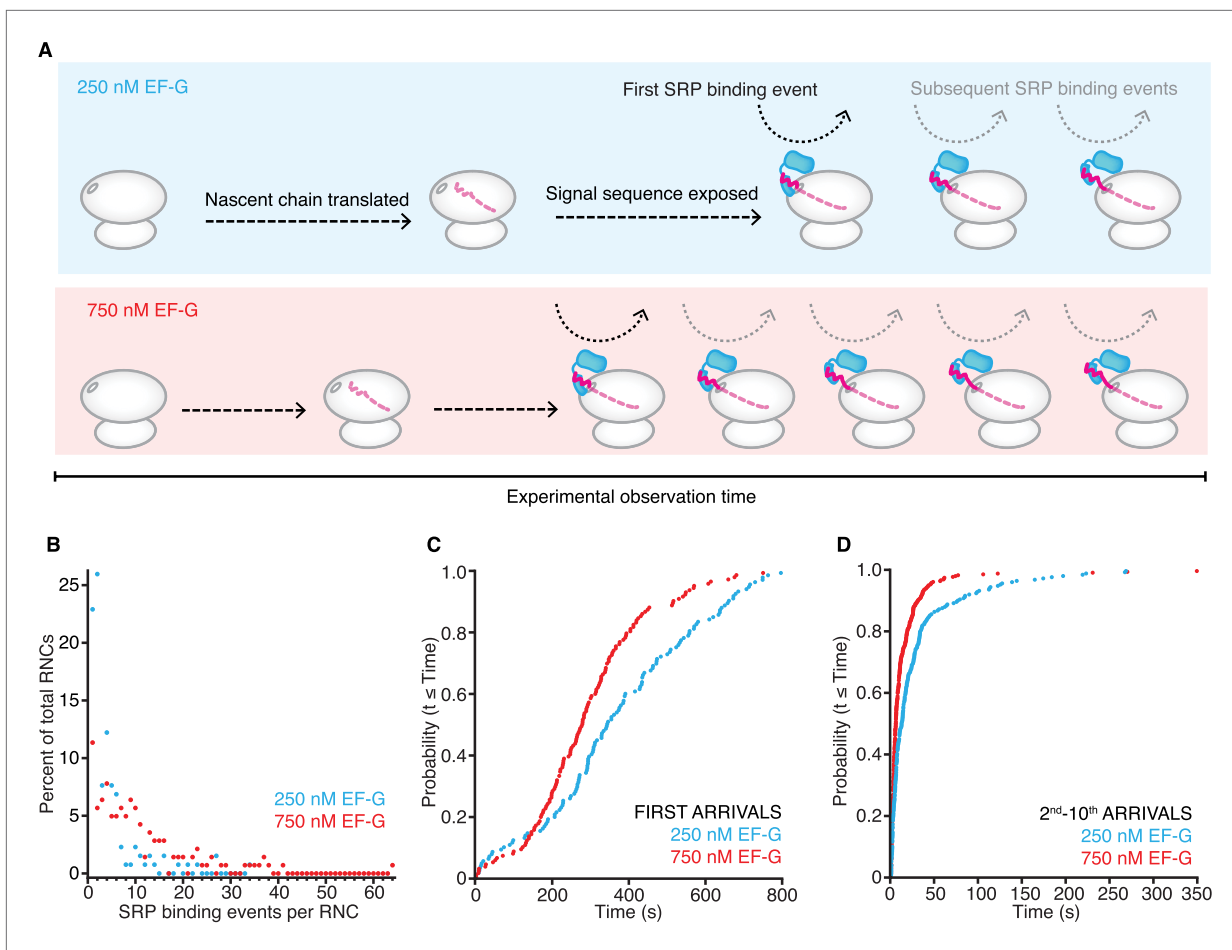 A
250 nM EF-G
First SRP binding event
Subsequent SRP binding events
Nascent chain translated
Signal sequence exposed
750 nM EF-G
Experimental observation time
B
Percent of total RNCs
25
20
15
10
5
0
0 10 20 30 40 50 60
SRP binding events per RNC
250 nM EF-G
750 nM EF-G
C
Probability (t ≤ Time)
1.0
0.8
0.6
0.4
0.2
0
0 200 400 600 800
Time (s)
FIRST ARRIVALS
250 nM EF-G
750 nM EF-G
D
Probability (t ≤ Time)
1.0
0.8
0.6
0.4
0.2
0
0 50 100 150 200 250 300 350
Time (s)
2nd-10th ARRIVALS
250 nM EF-G
750 nM EF-G